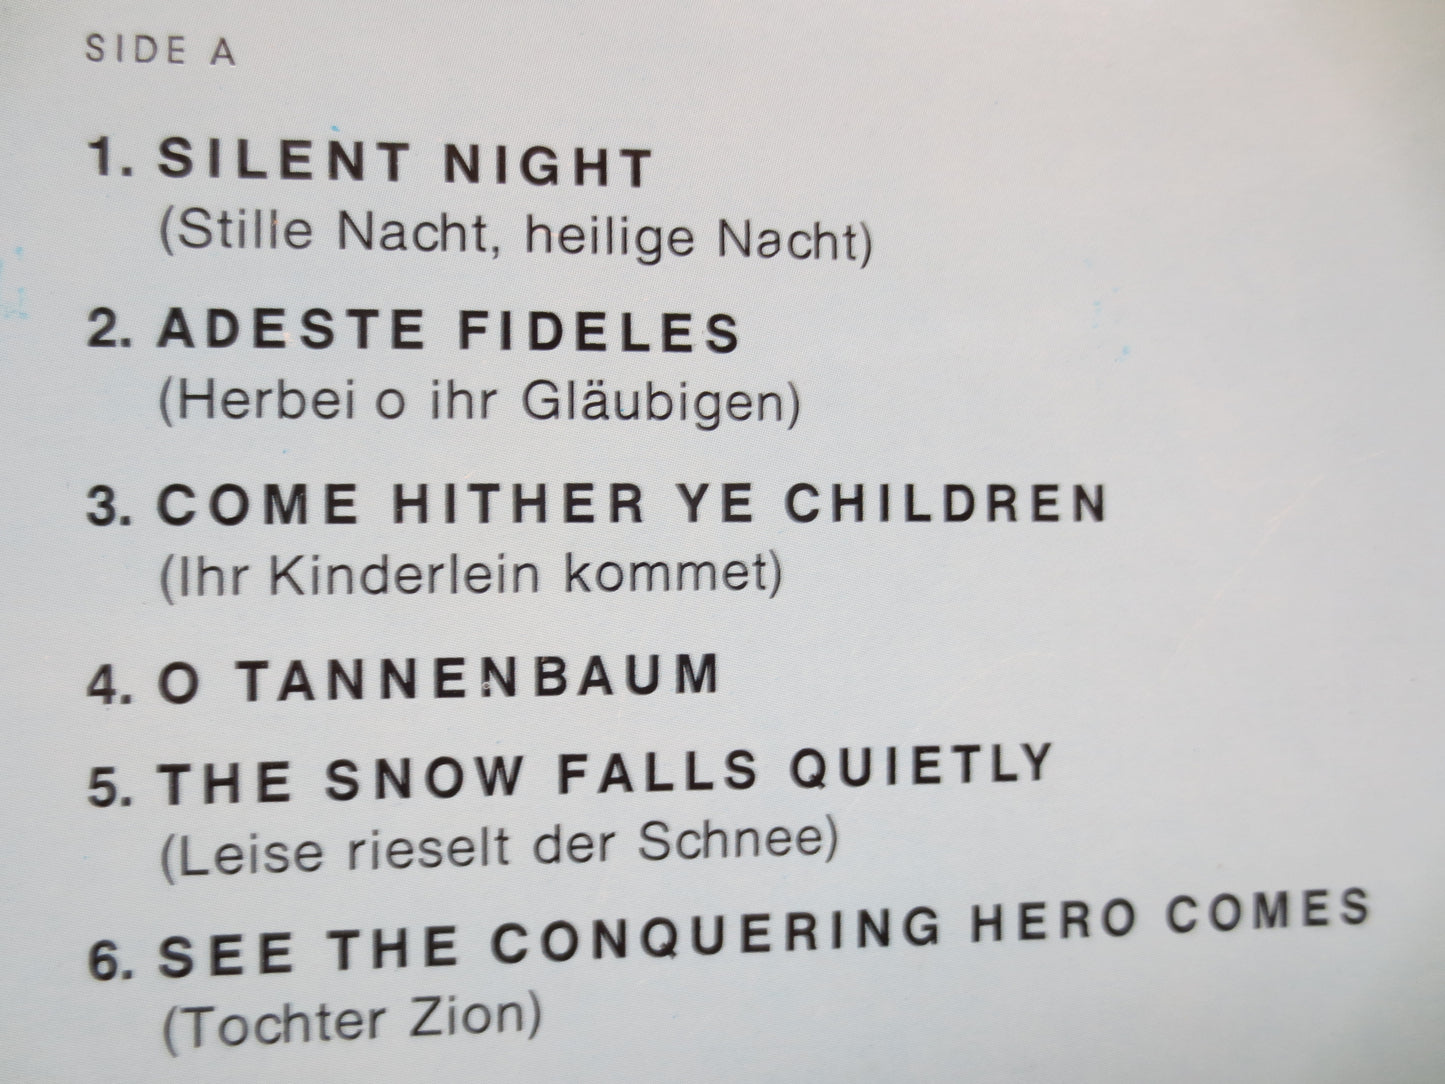 SIDE A
1. SILENT NIGHT
(Stille Nacht, heilige Nacht)
2. ADESTE FIDELES
(Herbei o ihr Gläubigen)
3. COME HITHER YE CHILDREN
(Ihr Kinderlein kommet)
4. O TANNENBAUM
5. THE SNOW FALLS QUIETLY
(Leise rieselt der Schnee)
6. SEE THE CONQUERING HERO COMES
(Tochter Zion)